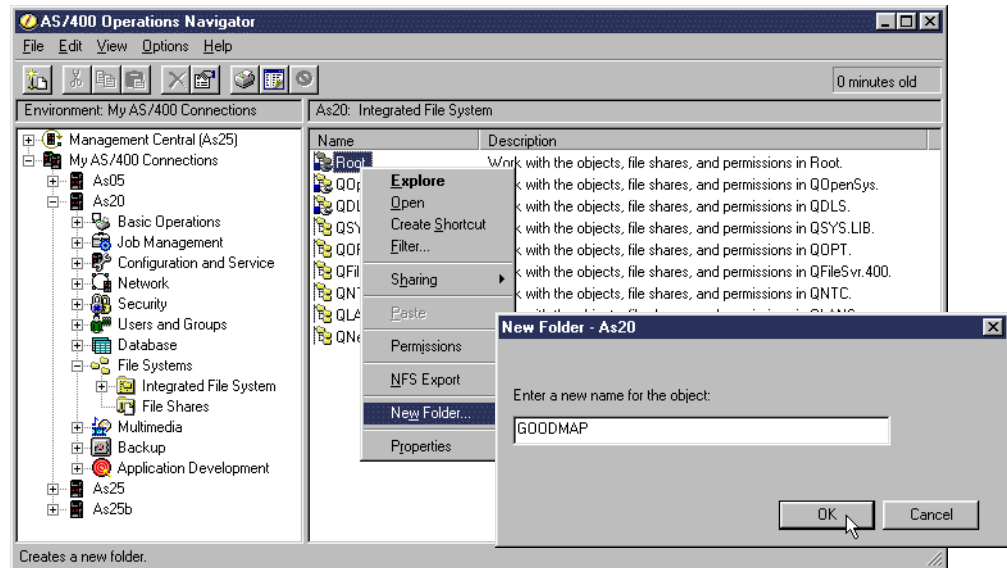 AS/400 Operations Navigator
File Edit View Options Help
0 minutes old
Environment: My AS/400 Connections
As20: Integrated File System
Management Central (As25)
My AS/400 Connections
As05
As20
Basic Operations
Job Management
Configuration and Service
Network
Security
Users and Groups
Database
File Systems
Integrated File System
File Shares
Multimedia
Backup
Application Development
As25
As25b
Name Description
Root Work with the objects, file shares, and permissions in Root.
with the objects, file shares, and permissions in QOpenSys.
with the objects, file shares, and permissions in QDLS.
with the objects, file shares, and permissions in QSYS.LIB.
with the objects, file shares, and permissions in QOPT.
with the objects, file shares, and permissions in QFileSvr.400.
with the objects, file shares, and permissions in QNTC.
Explore
Open
Create Shortcut
Filter...
Sharing
Paste
Permissions
NFS Export
New Folder...
Properties
New Folder - As20
Enter a new name for the object:
GOODMAP
OK Cancel
Creates a new folder.